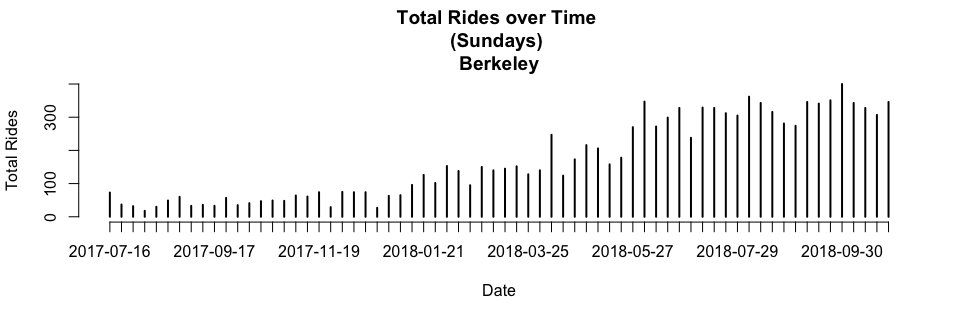 Total Rides over Time
(Sundays)
Berkeley
Total Rides
300
100
0
2017-07-16 2017-09-17 2017-11-19 2018-01-21 2018-03-25 2018-05-27 2018-07-29 2018-09-30
Date